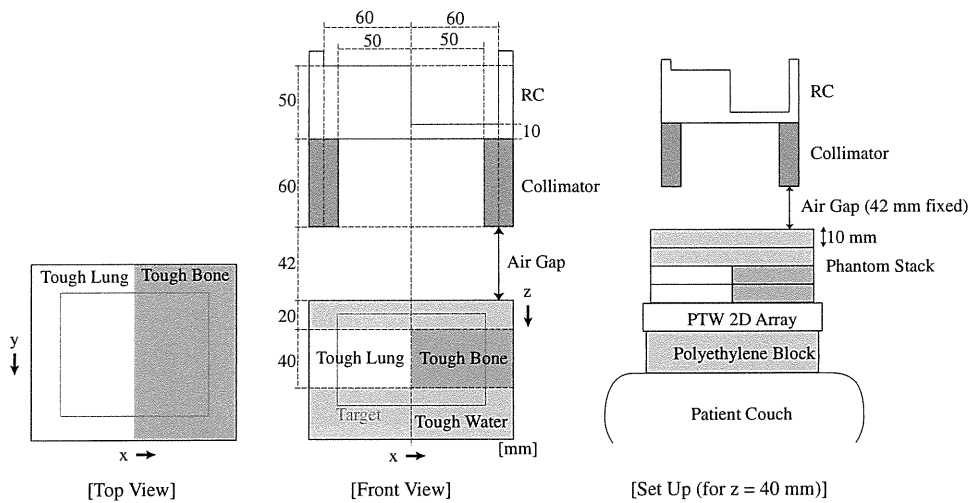 Tough Lung Tough Bone
y
x
[Top View]
60 60
50 50
50
RC
10
60
Collimator
42
Air Gap
z
20
40
Tough Lung Tough Bone
Target
Tough Water
x
[mm]
[Front View]
RC
Collimator
Air Gap (42 mm fixed)
10 mm
Phantom Stack
PTW 2D Array
Polyethylene Block
Patient Couch
[Set Up (for z = 40 mm)]